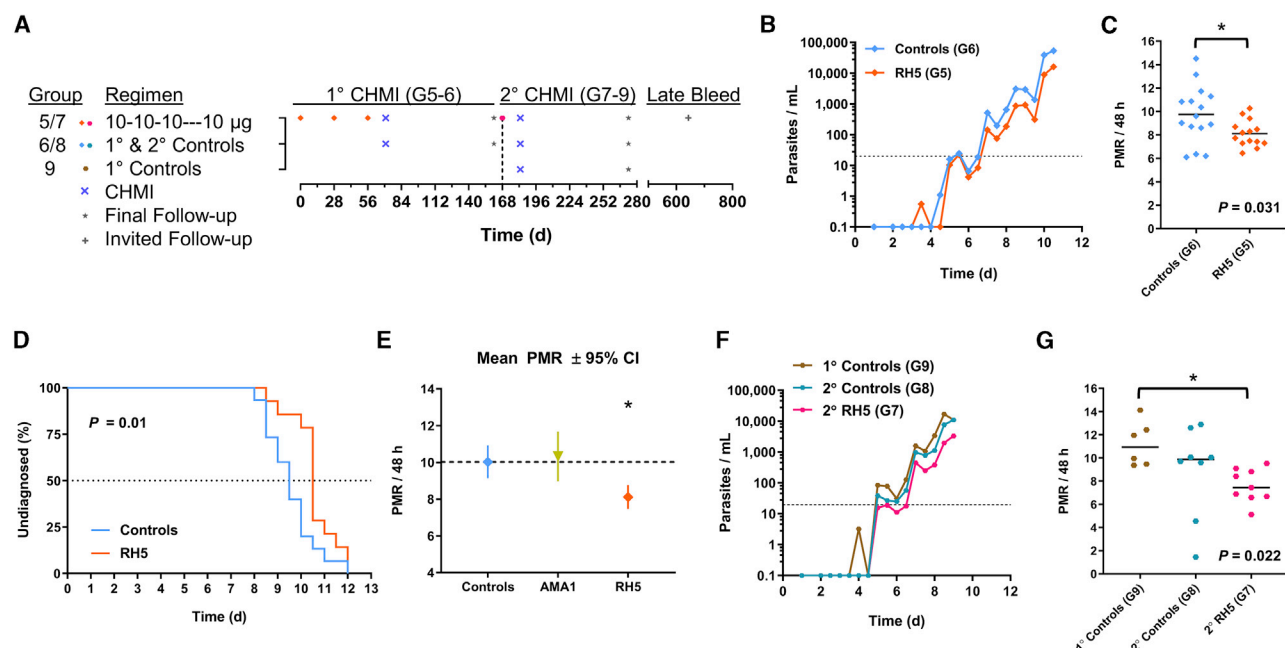 A
Group Regimen 1° CHMI (G5-6) 2° CHMI (G7-9) Late Bleed
5/7 10-10-10---10 µg
6/8 1° & 2° Controls
9 1° Controls
CHMI
Final Follow-up
Invited Follow-up
0 28 56 84 112 140 168 196 224 252 280 600 700 800
Time (d)
B
Controls (G6)
RH5 (G5)
100,000
10,000
1,000
100
10
1
0.1
Parasites / mL
0 2 4 6 8 10 12
Time (d)
C
*
16
14
12
10
8
6
4
2
0
PMR / 48 h
P = 0.031
Controls (G6) RH5 (G5)
D
100
75
50
25
0
Undiagnosed (%)
P = 0.01
Controls
RH5
0 1 2 3 4 5 6 7 8 9 10 11 12 13
Time (d)
E
Mean PMR ± 95% CI
14
12
10
8
6
4
PMR / 48 h
*
Controls AMA1 RH5
F
1° Controls (G9)
2° Controls (G8)
2° RH5 (G7)
100,000
10,000
1,000
100
10
1
0.1
Parasites / mL
0 2 4 6 8 10 12
Time (d)
G
*
16
14
12
10
8
6
4
2
0
PMR / 48 h
P = 0.022
1° Controls (G9) 2° Controls (G8) 2° RH5 (G7)